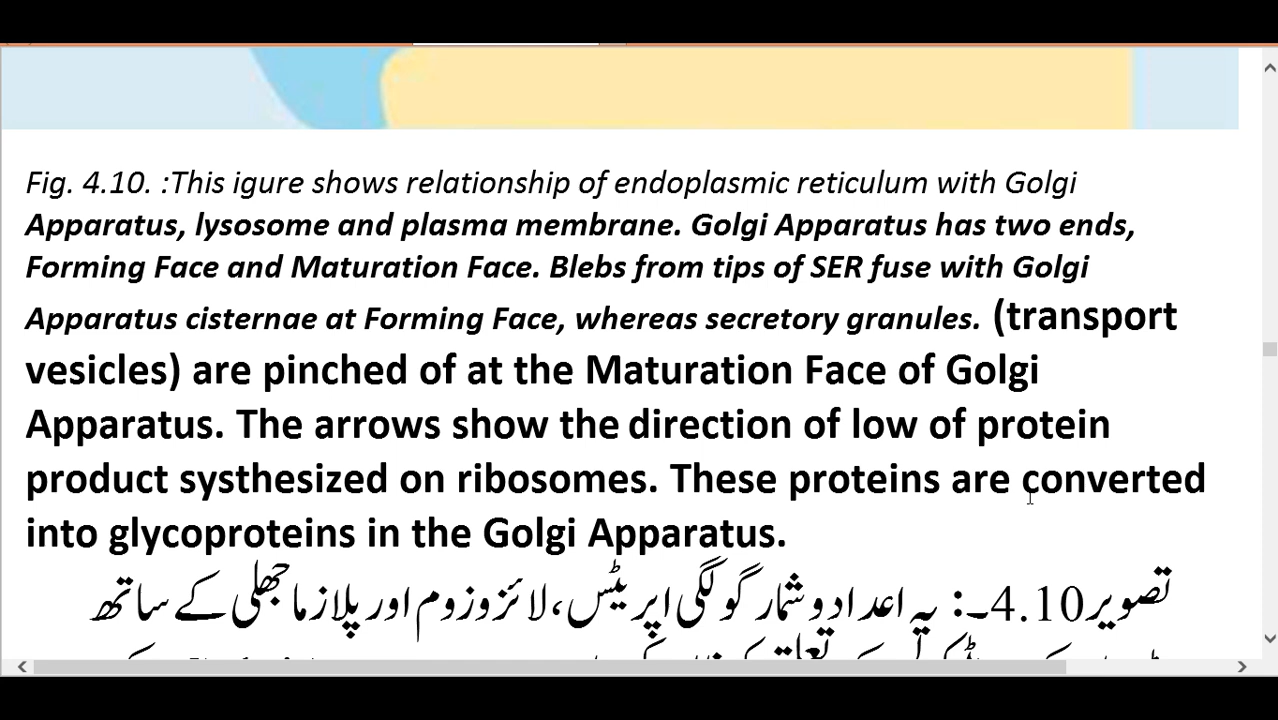 Fig. 4.10. :This igure shows relationship of endoplasmic reticulum with Golgi
Apparatus, lysosome and plasma membrane. Golgi Apparatus has two ends,
Forming Face and Maturation Face. Blebs from tips of SER fuse with Golgi
Apparatus cisternae at Forming Face, whereas secretory granules. (transport
vesicles) are pinched of at the Maturation Face of Golgi
Apparatus. The arrows show the direction of low of protein
product systhesized on ribosomes. These proteins are converted
into glycoproteins in the Golgi Apparatus.
تصویر 4.10۔: یہ اعداد و شمار گولگی اپریٹس، لائزوزوم اور پلازما جھلی کے ساتھ